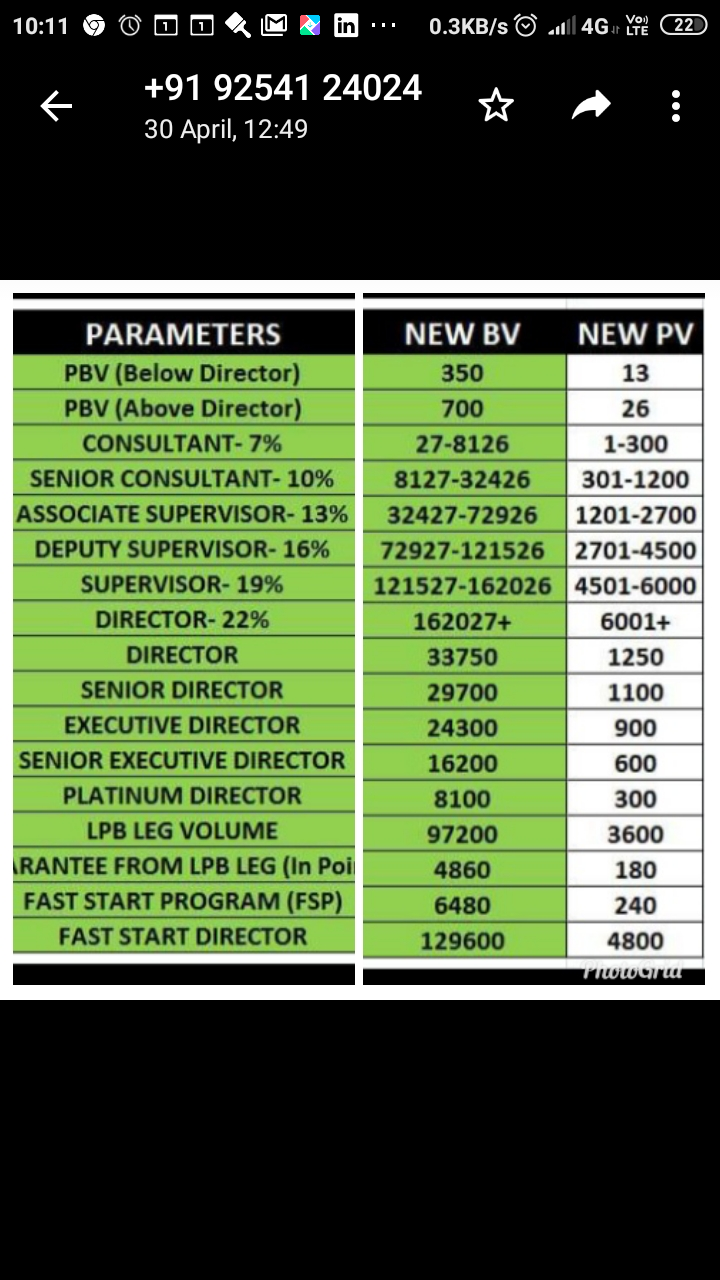 10:11 1 1 in ... 0.3KB/s 4G Vo) LTE 22
+91 92541 24024
30 April, 12:49
PARAMETERS NEW BV NEW PV
PBV (Below Director) 350 13
PBV (Above Director) 700 26
CONSULTANT- 7% 27-8126 1-300
SENIOR CONSULTANT- 10% 8127-32426 301-1200
ASSOCIATE SUPERVISOR- 13% 32427-72926 1201-2700
DEPUTY SUPERVISOR- 16% 72927-121526 2701-4500
SUPERVISOR- 19% 121527-162026 4501-6000
DIRECTOR- 22% 162027+ 6001+
DIRECTOR 33750 1250
SENIOR DIRECTOR 29700 1100
EXECUTIVE DIRECTOR 24300 900
SENIOR EXECUTIVE DIRECTOR 16200 600
PLATINUM DIRECTOR 8100 300
LPB LEG VOLUME 97200 3600
ARANTEE FROM LPB LEG (In Poi 4860 180
FAST START PROGRAM (FSP) 6480 240
FAST START DIRECTOR 129600 4800
PhotoGrid